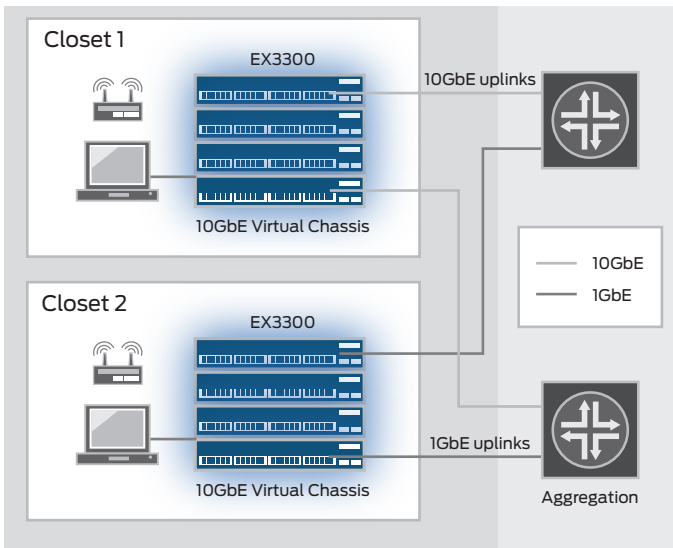 Closet 1
EX3300
10GbE uplinks
10GbE Virtual Chassis
10GbE
1GbE
Closet 2
EX3300
1GbE uplinks
10GbE Virtual Chassis
Aggregation